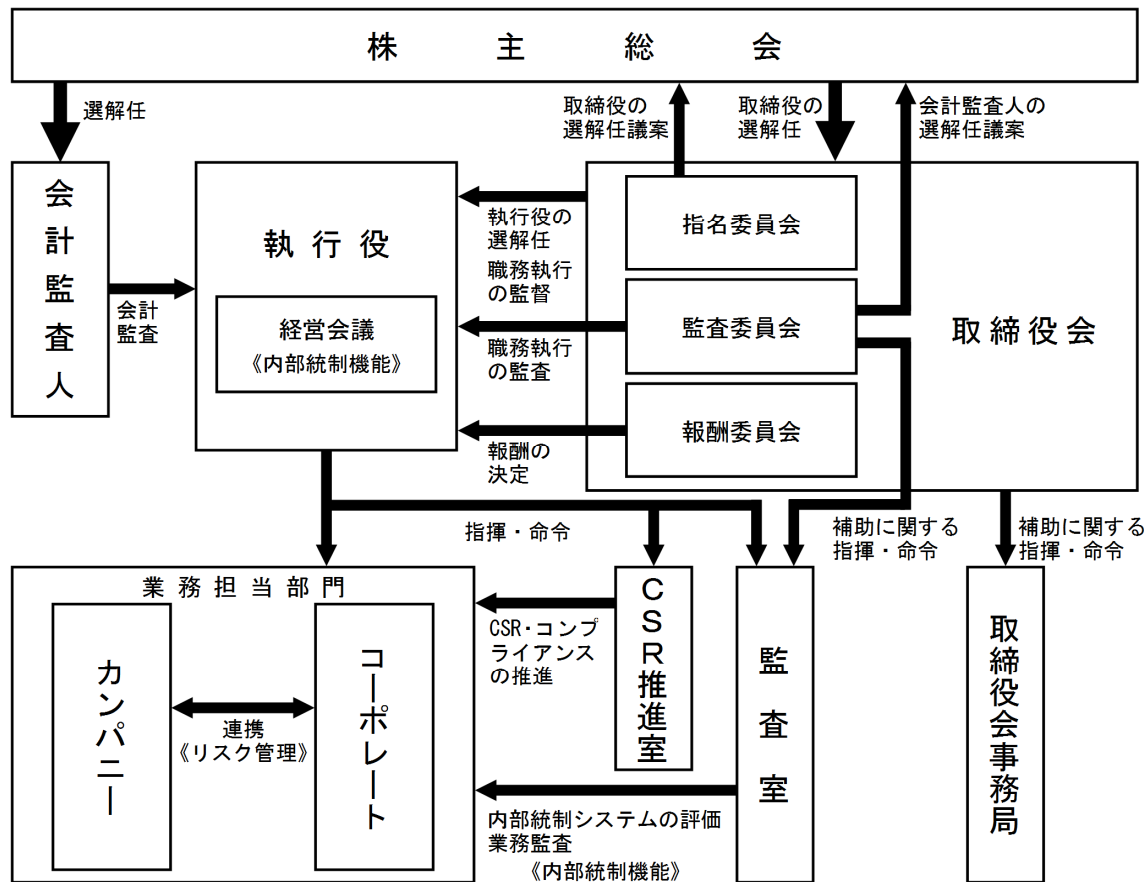 株主総会
選解任
取締役の
選解任議案
取締役の
選解任
会計監査人の
選解任議案
会計監査人
会計
監査
執行役
経営会議
《内部統制機能》
執行役の
選解任
職務執行
の監督
職務執行
の監査
報酬の
決定
指名委員会
監査委員会
報酬委員会
取締役会
指揮・命令
補助に関する
指揮・命令
補助に関する
指揮・命令
業務担当部門
カンパニー
連携
《リスク管理》
コーポレート
CSR・コンプ
ライアンス
の推進
CSR推進室
内部統制システムの評価
業務監査
《内部統制機能》
監査室
取締役会事務局